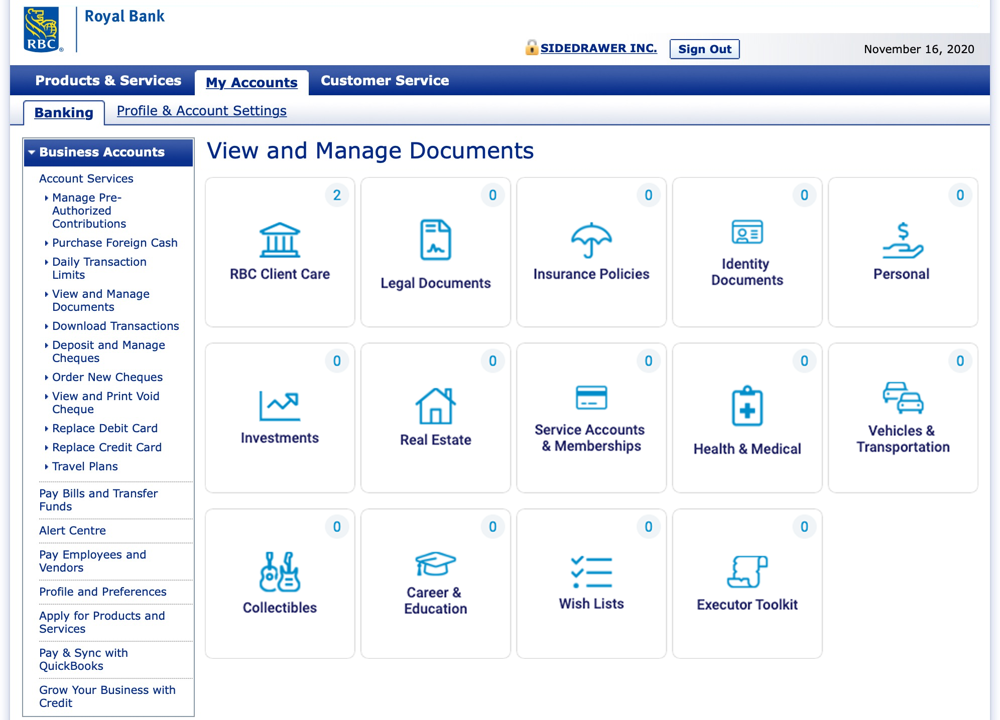 Royal Bank
RBC
®
SIDEDRAWER INC.
Sign Out
November 16, 2020
Products & Services
My Accounts
Customer Service
Banking
Profile & Account Settings
Business Accounts
Account Services
Manage Pre-
Authorized
Contributions
Purchase Foreign Cash
Daily Transaction
Limits
View and Manage
Documents
Download Transactions
Deposit and Manage
Cheques
Order New Cheques
View and Print Void
Cheque
Replace Debit Card
Replace Credit Card
Travel Plans
Pay Bills and Transfer
Funds
Alert Centre
Pay Employees and
Vendors
Profile and Preferences
Apply for Products and
Services
Pay & Sync with
QuickBooks
Grow Your Business with
Credit
View and Manage Documents
2
RBC Client Care
0
Legal Documents
0
Insurance Policies
0
Identity
Documents
0
$
Personal
0
Investments
0
Real Estate
0
Service Accounts
& Memberships
0
Health & Medical
0
Vehicles &
Transportation
0
Collectibles
0
Career &
Education
0
Wish Lists
0
Executor Toolkit